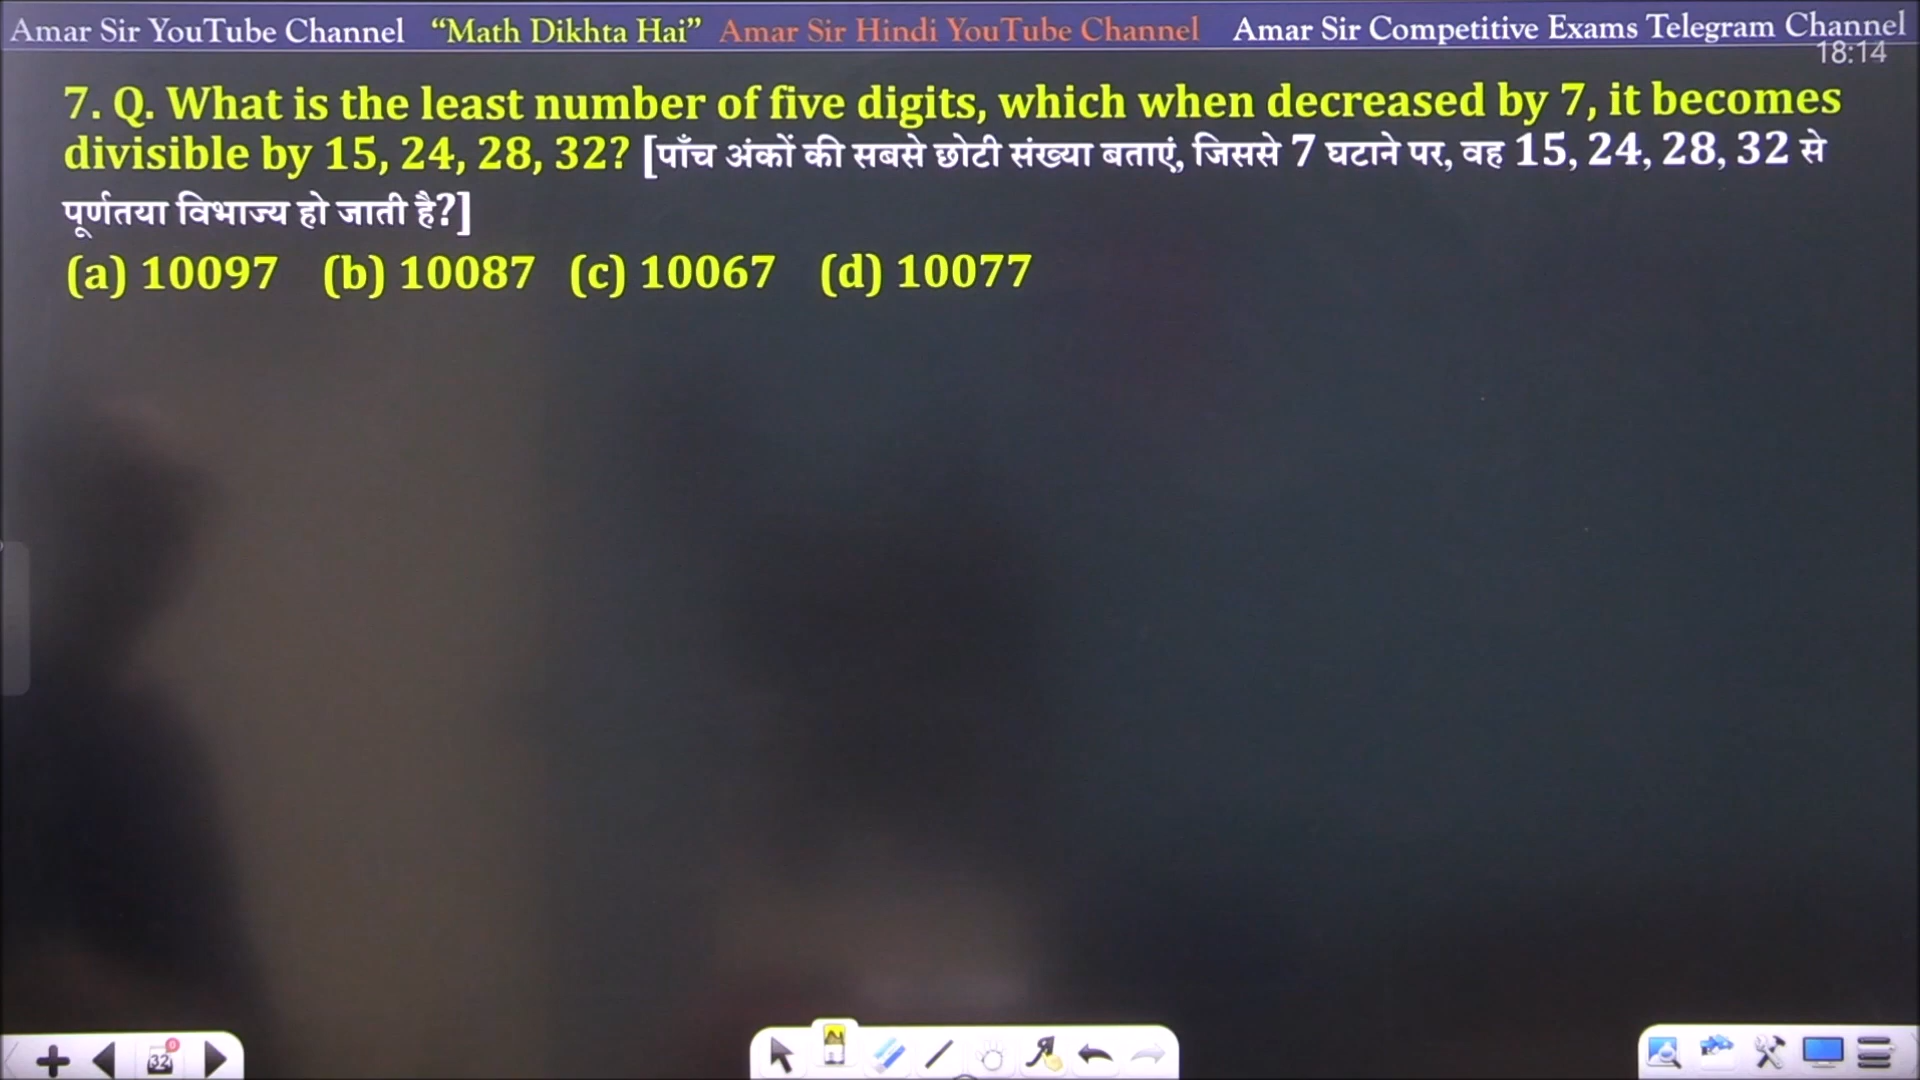 Amar Sir YouTube Channel “Math Dikhta Hai” Amar Sir Hindi YouTube Channel Amar Sir Competitive Exams Telegram Channel
18:14
7. Q. What is the least number of five digits, which when decreased by 7, it becomes
divisible by 15, 24, 28, 32? [पाँच अंकों की सबसे छोटी संख्या बताएं, जिससे 7 घटाने पर, वह 15, 24, 28, 32 से
पूर्णतया विभाज्य हो जाती है?]
(a) 10097 (b) 10087 (c) 10067 (d) 10077
32 0